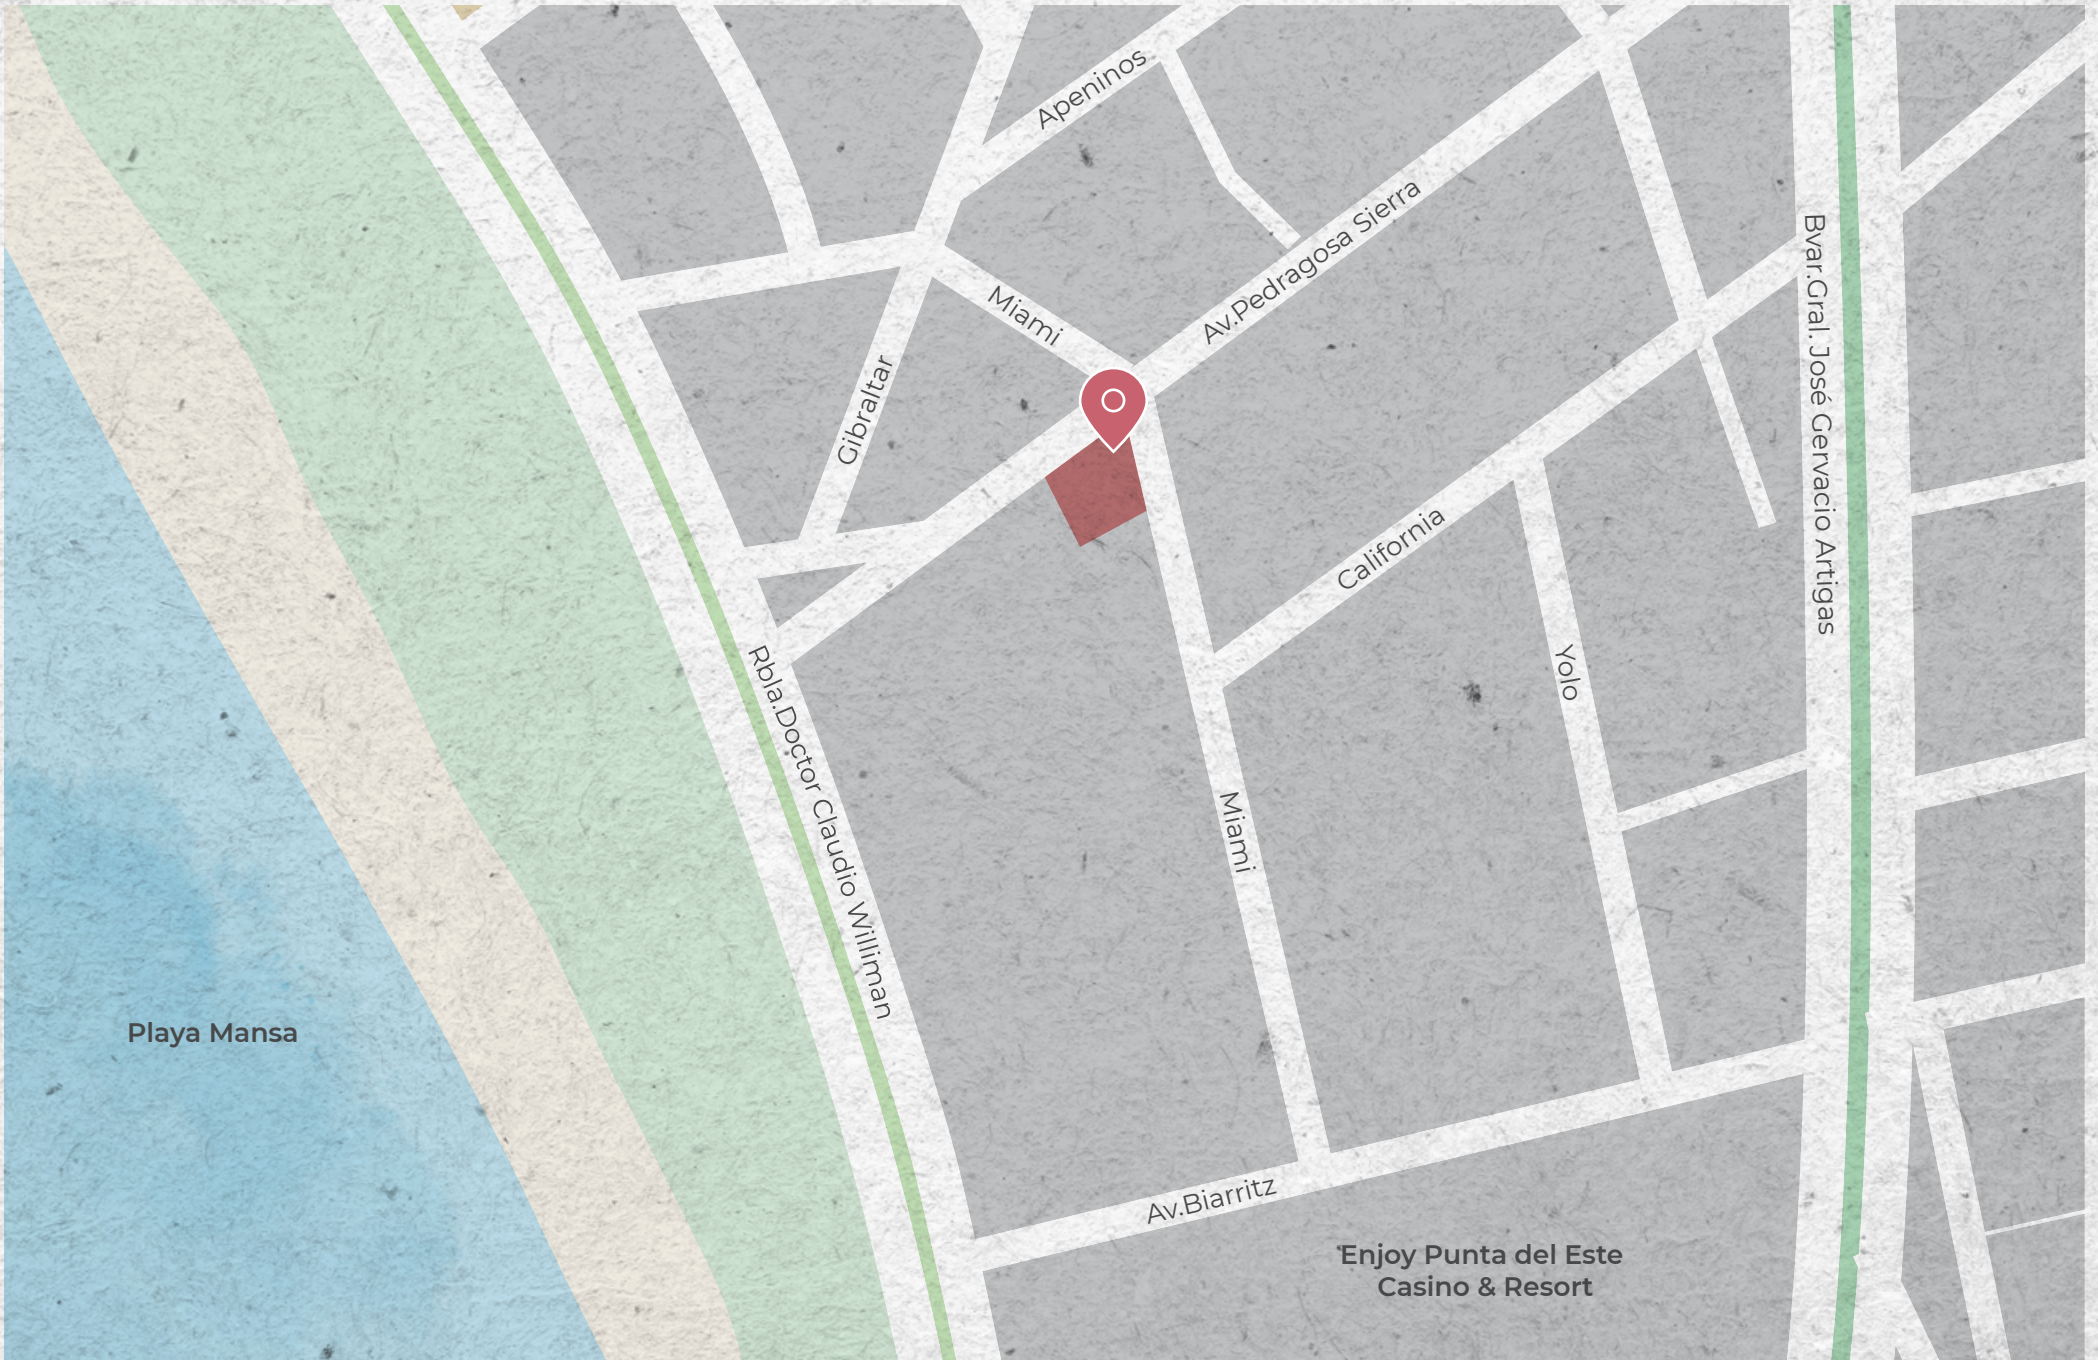 Apeninos
Av.Pedragosa Sierra
Miami
Gibraltar
Bvar.Gral. José Gervacio Artigas
California
Yolo
Rbla.Doctor Claudio Williman
Miami
Playa Mansa
Av.Biarritz
Enjoy Punta del Este
Casino & Resort